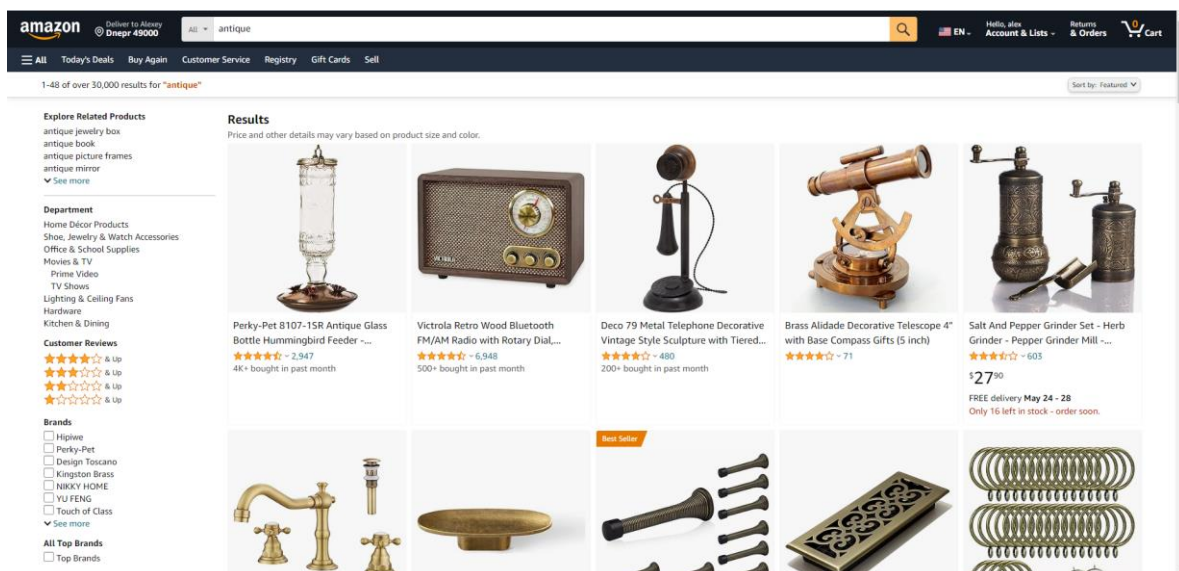 amazon
Deliver to Alexey
Dnepr 49000
All
antique
EN
Hello, alex
Account & Lists
Returns
& Orders
0
Cart
All
Today's Deals
Buy Again
Customer Service
Registry
Gift Cards
Sell
1-48 of over 30,000 results for "antique"
Sort by: Featured
Explore Related Products
antique jewelry box
antique book
antique picture frames
antique mirror
See more
Department
Home Décor Products
Shoe, Jewelry & Watch Accessories
Office & School Supplies
Movies & TV
Prime Video
TV Shows
Lighting & Ceiling Fans
Hardware
Kitchen & Dining
Customer Reviews
& Up
& Up
& Up
& Up
Brands
Hipiwe
Perky-Pet
Design Toscano
Kingston Brass
NIKKY HOME
YU FENG
Touch of Class
See more
All Top Brands
Top Brands
Results
Price and other details may vary based on product size and color.
VICTROLA
Perky-Pet 8107-1SR Antique Glass
Bottle Hummingbird Feeder -...
2,947
4K+ bought in past month
Victrola Retro Wood Bluetooth
FM/AM Radio with Rotary Dial,...
6,948
500+ bought in past month
Deco 79 Metal Telephone Decorative
Vintage Style Sculpture with Tiered...
480
200+ bought in past month
Brass Alidade Decorative Telescope 4"
with Base Compass Gifts (5 inch)
71
Salt And Pepper Grinder Set - Herb
Grinder - Pepper Grinder Mill -...
603
$2790
FREE delivery May 24 - 28
Only 16 left in stock - order soon.
Best Seller